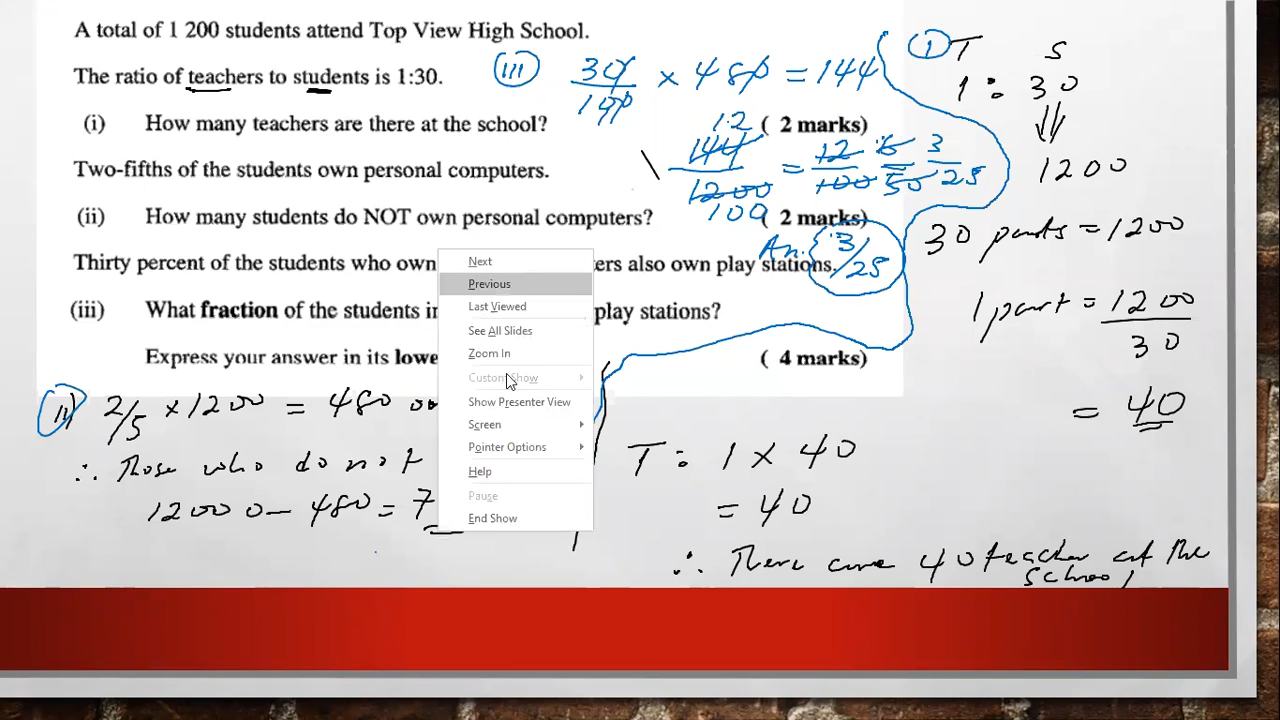 A total of 1 200 students attend Top View High School.
The ratio of teachers to students is 1:30.
(i) How many teachers are there at the school?
( 2 marks)
Two-fifths of the students own personal computers.
(ii) How many students do NOT own personal computers?
( 2 marks)
Thirty percent of the students who own
ers also own play stations.
(iii) What fraction of the students in
play stations?
Express your answer in its lowe
( 4 marks)
(iii) 30/100 × 480 = 144
12
144/1200 = 12/100 = 6/50 = 3/25
100
An. 3/25
(i) T S
1 : 30
1200
30 parts = 1200
1 part = 1200/30
= 40
T : 1 × 40
= 40
∴ There are 40 teacher at the
school
ii) 2/5 × 1200 = 480
∴ Those who do not
1200 0 - 480 = 7
Next
Previous
Last Viewed
See All Slides
Zoom In
Custom Show
Show Presenter View
Screen
Pointer Options
Help
Pause
End Show